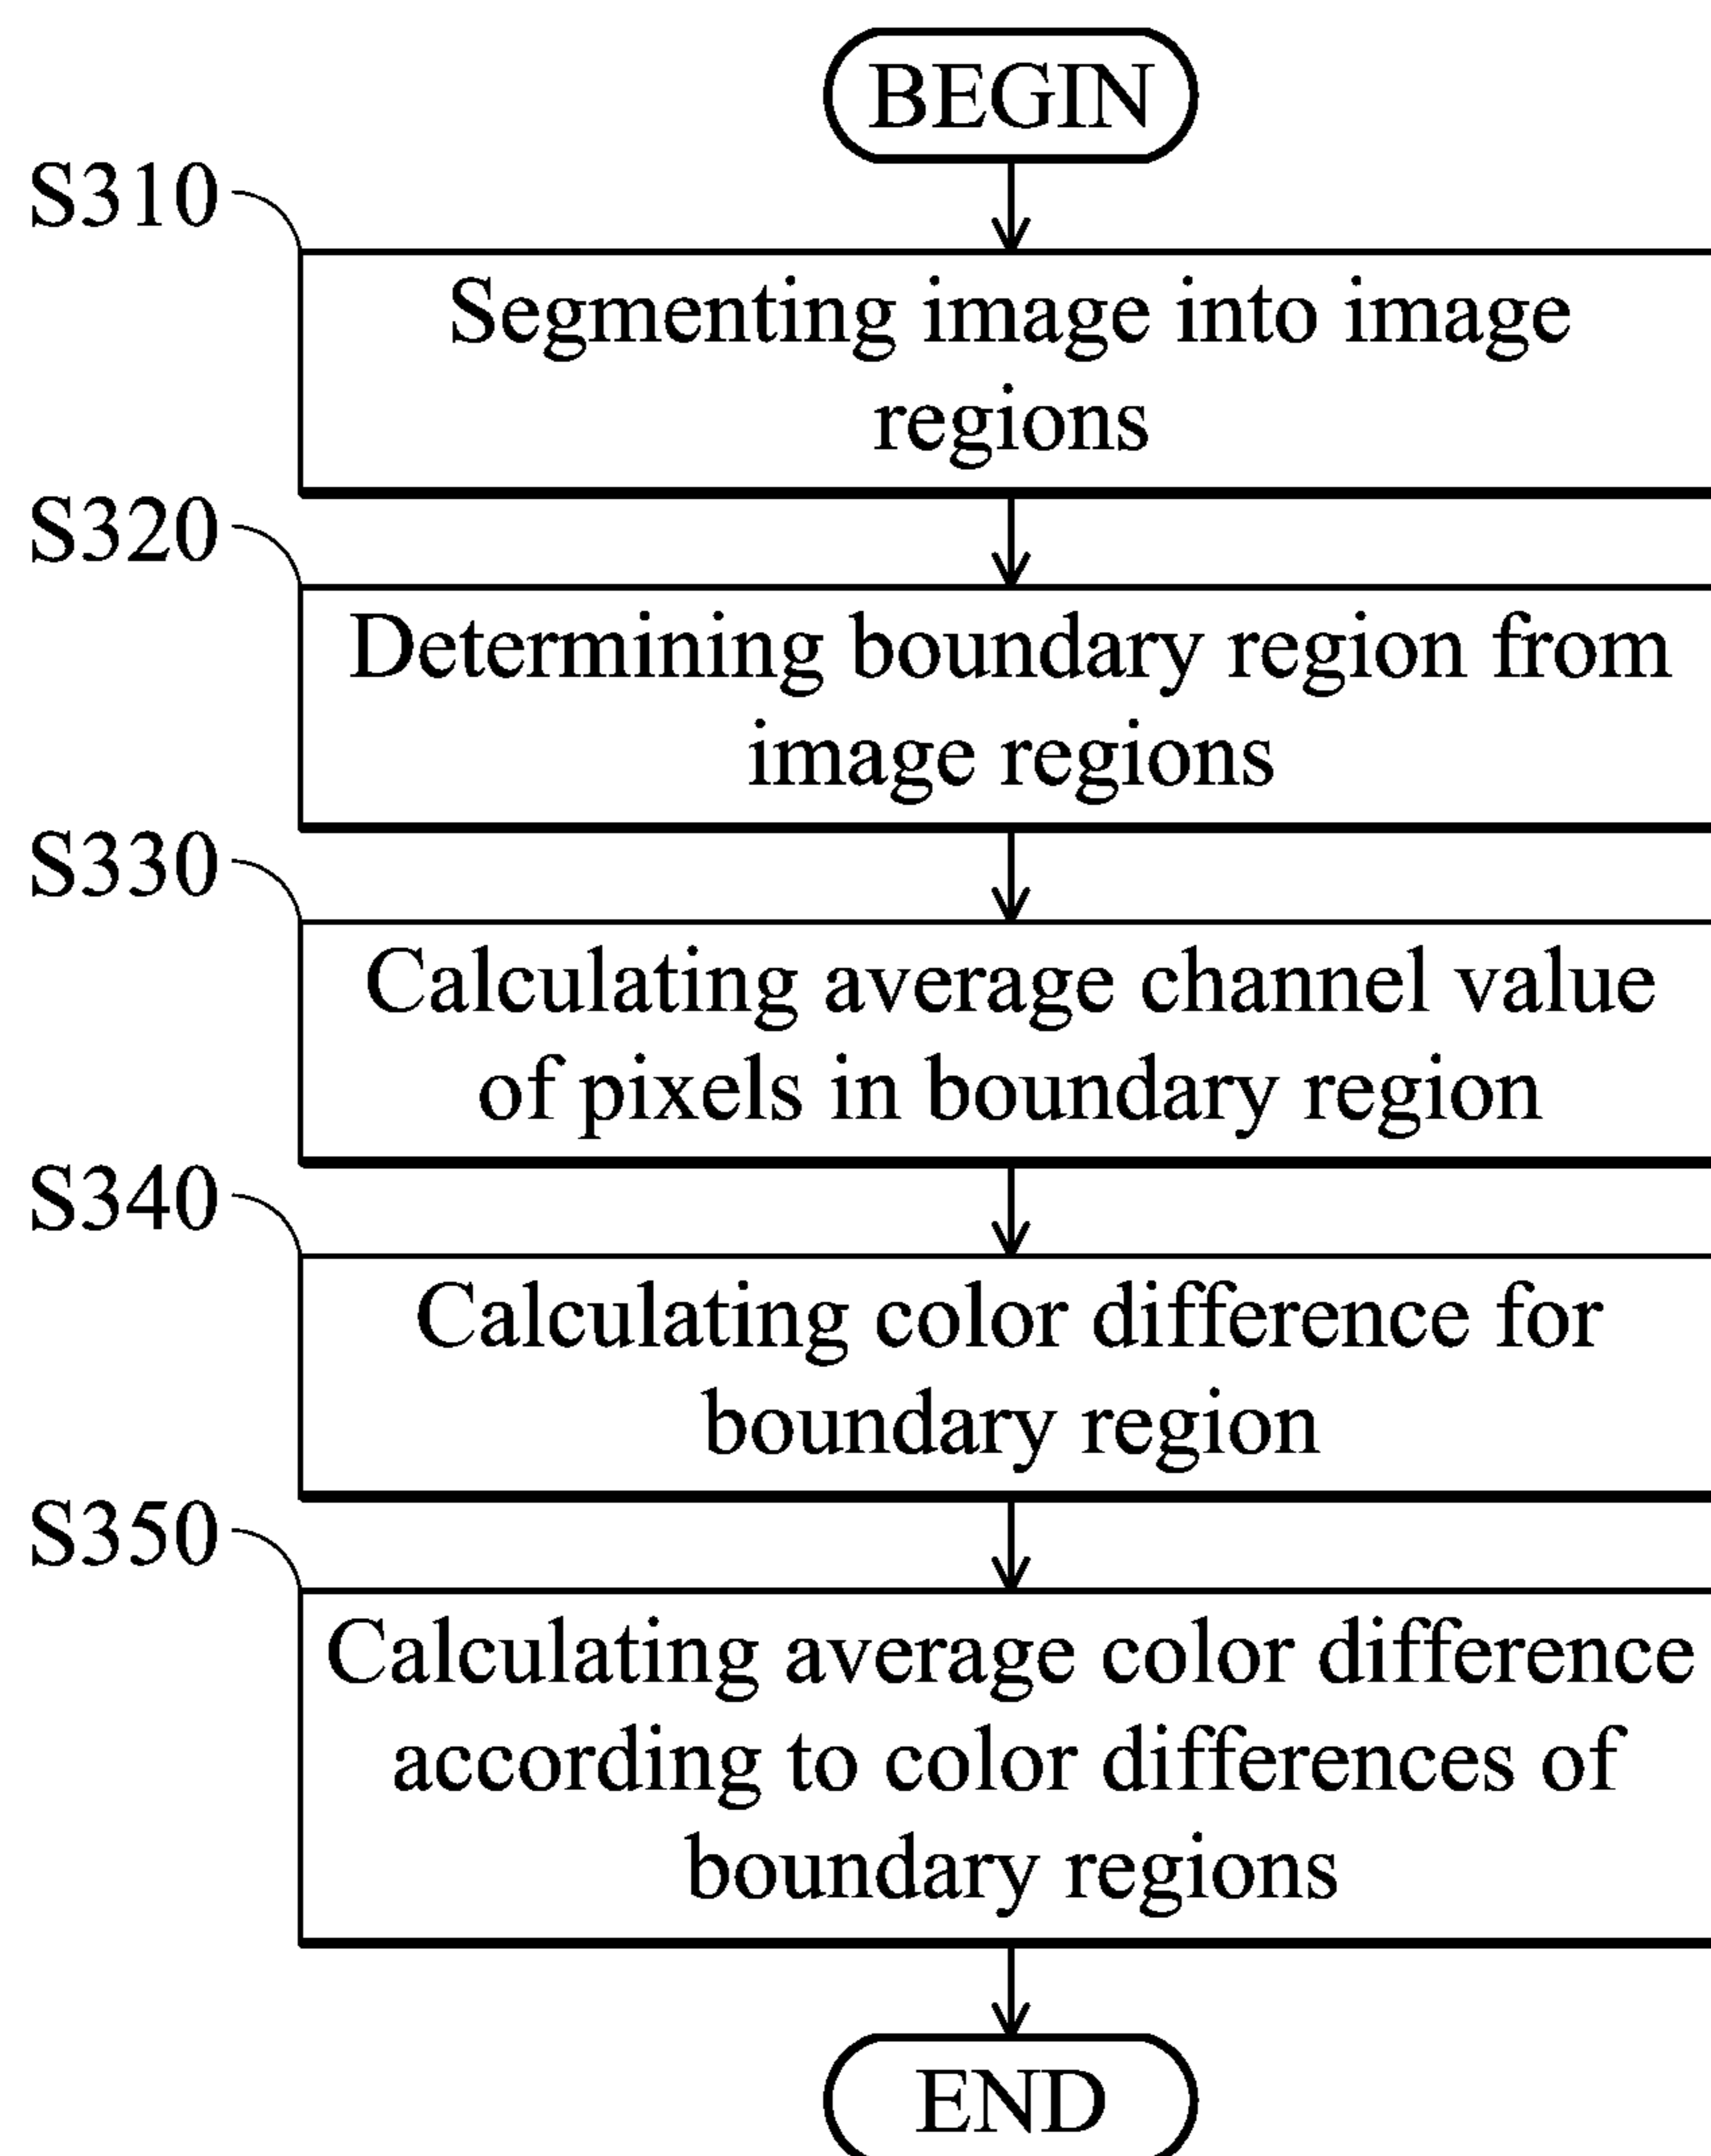 BEGIN
S310
Segmenting image into image
regions
S320
Determining boundary region from
image regions
S330
Calculating average channel value
of pixels in boundary region
S340
Calculating color difference for
boundary region
S350
Calculating average color difference
according to color differences of
boundary regions
END